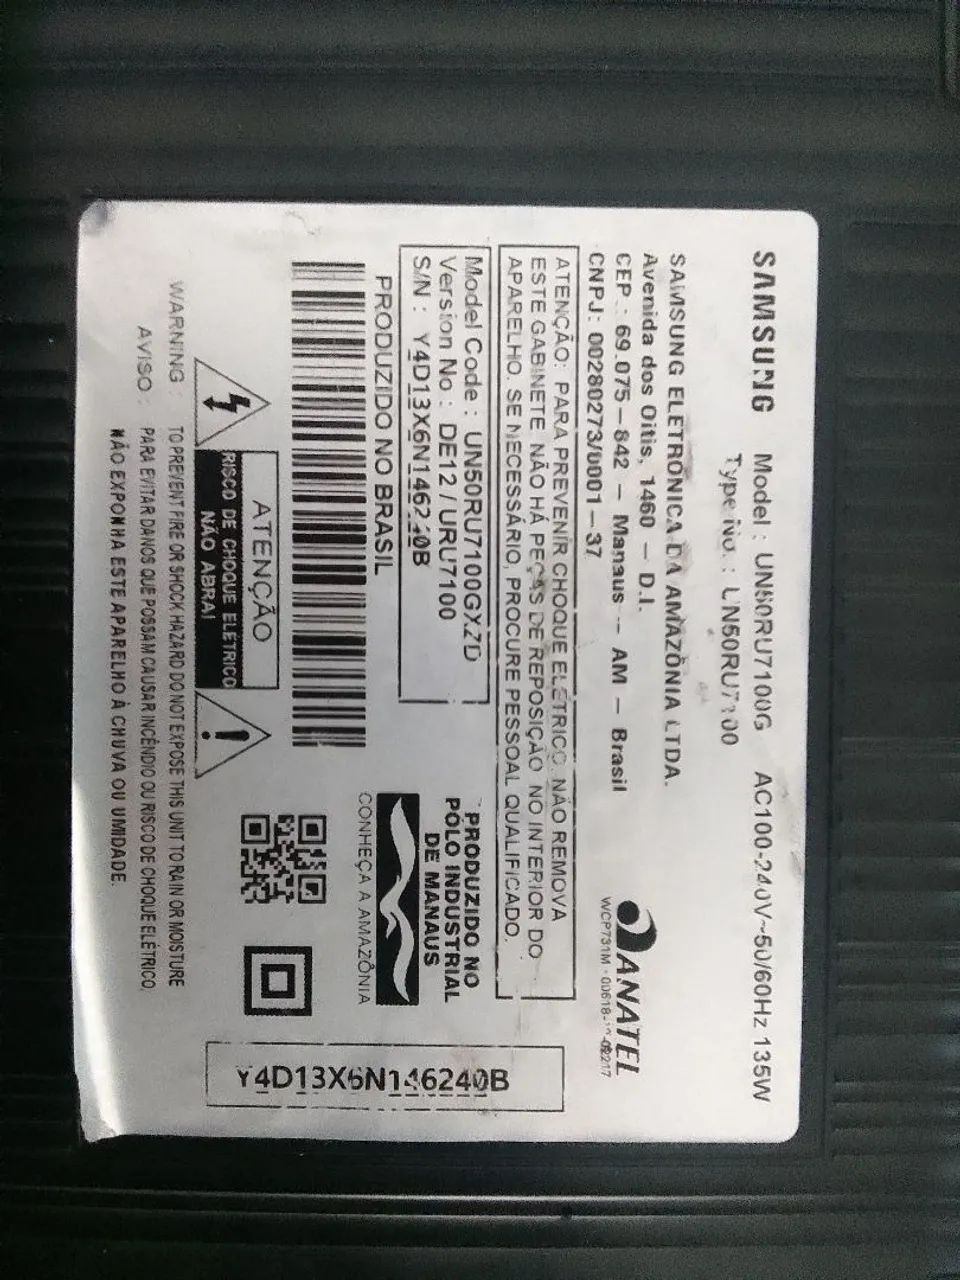 SAMSUNG Model : UN50RU7100G AC100-240V~50/60Hz 135W
Type No. : UN50RU7100
SAMSUNG ELETRÔNICA DA AMAZÔNIA LTDA.
Avenida dos Oitis, 1460 – D.I.
CEP : 69.075–842 – Manaus – AM – Brasil
CNPJ: 00280273/0001–37
ANATEL
ATENÇÃO: PARA PREVENIR CHOQUE ELÉTRICO, NÃO REMOVA
ESTE GABINETE. NÃO HÁ PEÇAS DE REPOSIÇÃO NO INTERIOR DO
APARELHO. SE NECESSÁRIO, PROCURE PESSOAL QUALIFICADO.
Model Code : UN50RU7100GXZD
Version No : DE12 / URU7100
S/N : Y4D13X6N146240B
PRODUZIDO NO BRASIL
PRODUZIDO NO
PÓLO INDUSTRIAL
DE MANAUS
CONHEÇA A AMAZÔNIA
ATENÇÃO
RISCO DE CHOQUE ELÉTRICO
NÃO ABRA!
Y4D13X6N146240B
WARNING : TO PREVENT FIRE OR SHOCK HAZARD DO NOT EXPOSE THIS UNIT TO RAIN OR MOISTURE
AVISO : PARA EVITAR DANOS QUE POSSAM CAUSAR INCÊNDIO OU RISCO DE CHOQUE ELÉTRICO,
NÃO EXPONHA ESTE APARELHO À CHUVA OU UMIDADE.